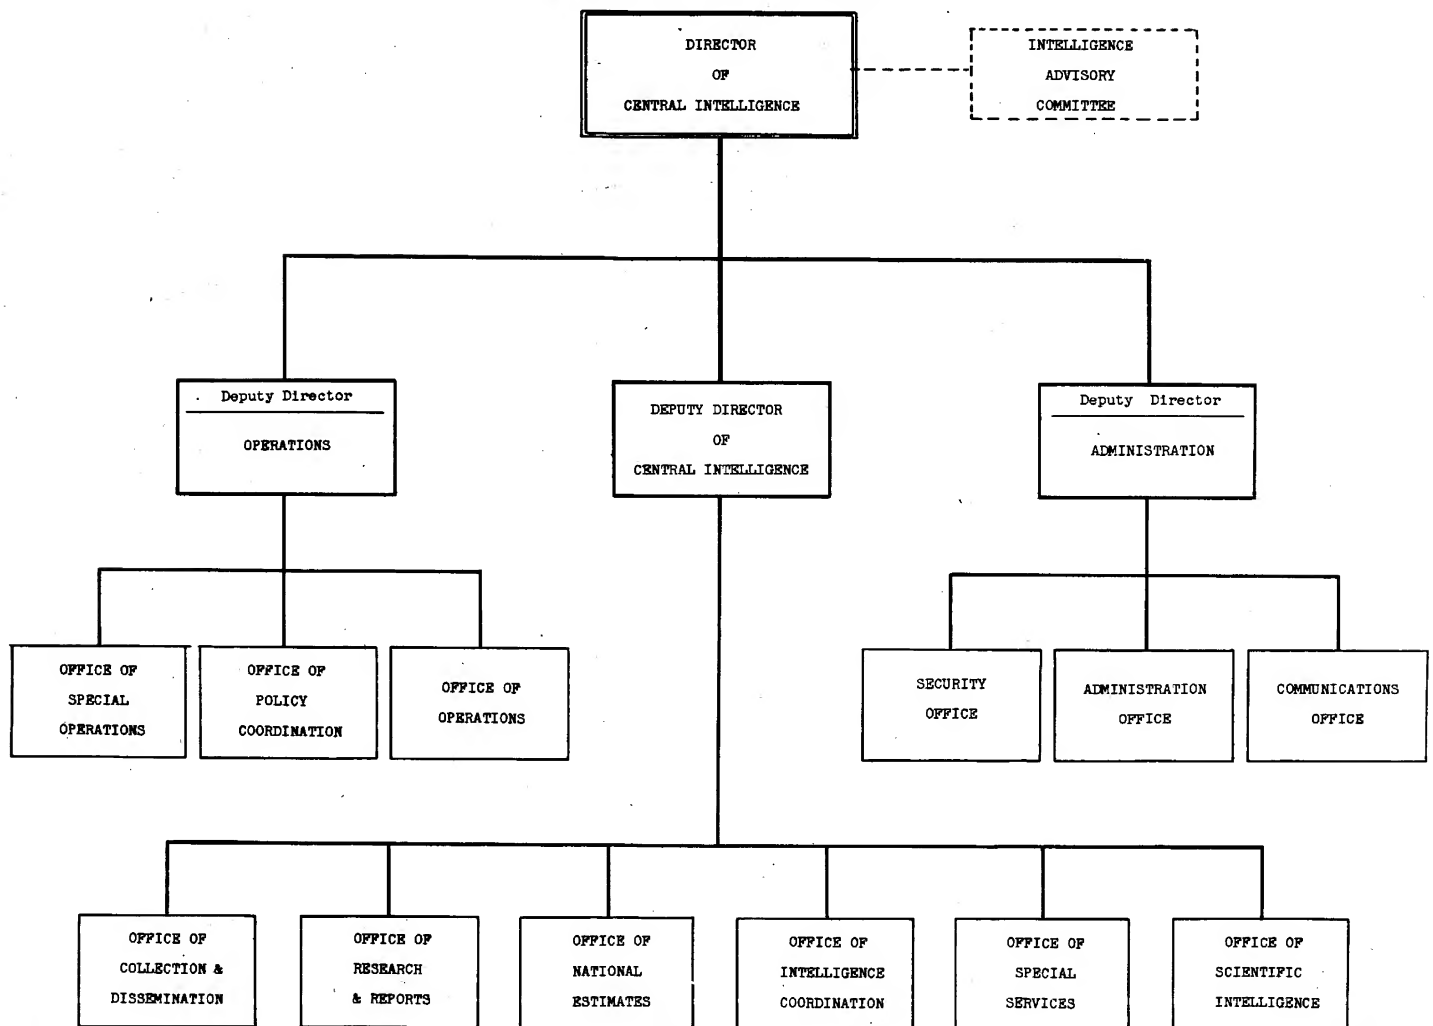 DIRECTOR
OF
CENTRAL INTELLIGENCE
INTELLIGENCE
ADVISORY
COMMITTEE
Deputy Director
OPERATIONS
DEPUTY DIRECTOR
OF
CENTRAL INTELLIGENCE
Deputy Director
ADMINISTRATION
OFFICE OF
SPECIAL
OPERATIONS
OFFICE OF
POLICY
COORDINATION
OFFICE OF
OPERATIONS
SECURITY
OFFICE
ADMINISTRATION
OFFICE
COMMUNICATIONS
OFFICE
OFFICE OF
COLLECTION &
DISSEMINATION
OFFICE OF
RESEARCH
& REPORTS
OFFICE OF
NATIONAL
ESTIMATES
OFFICE OF
INTELLIGENCE
COORDINATION
OFFICE OF
SPECIAL
SERVICES
OFFICE OF
SCIENTIFIC
INTELLIGENCE